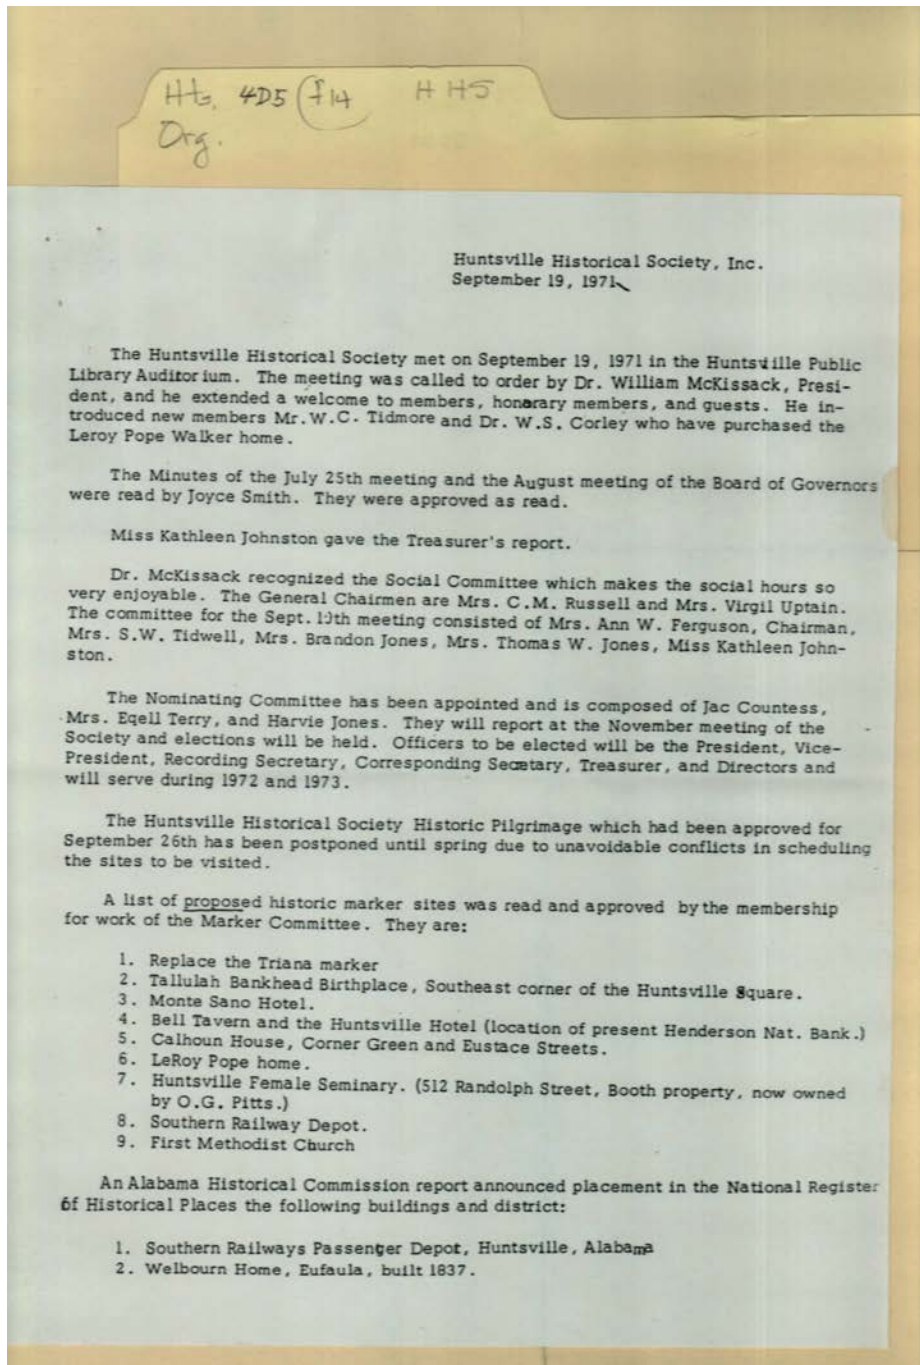 Hts. 4D5 (f14 HHS
Org.
Huntsville Historical Society, Inc.
September 19, 1971
The Huntsville Historical Society met on September 19, 1971 in the Huntsville Public
Library Auditorium. The meeting was called to order by Dr. William McKissack, Presi-
dent, and he extended a welcome to members, honorary members, and guests. He in-
troduced new members Mr.W.C. Tidmore and Dr. W.S. Corley who have purchased the
Leroy Pope Walker home.
The Minutes of the July 25th meeting and the August meeting of the Board of Governors
were read by Joyce Smith. They were approved as read.
Miss Kathleen Johnston gave the Treasurer's report.
Dr. McKissack recognized the Social Committee which makes the social hours so
very enjoyable. The General Chairmen are Mrs. C.M. Russell and Mrs. Virgil Uptain.
The committee for the Sept. 19th meeting consisted of Mrs. Ann W. Ferguson, Chairman,
Mrs. S.W. Tidwell, Mrs. Brandon Jones, Mrs. Thomas W. Jones, Miss Kathleen John-
ston.
The Nominating Committee has been appointed and is composed of Jac Countess,
Mrs. Eqell Terry, and Harvie Jones. They will report at the November meeting of the
Society and elections will be held. Officers to be elected will be the President, Vice-
President, Recording Secretary, Corresponding Secretary, Treasurer, and Directors and
will serve during 1972 and 1973.
The Huntsville Historical Society Historic Pilgrimage which had been approved for
September 26th has been postponed until spring due to unavoidable conflicts in scheduling
the sites to be visited.
A list of proposed historic marker sites was read and approved by the membership
for work of the Marker Committee. They are:
1. Replace the Triana marker
2. Tallulah Bankhead Birthplace, Southeast corner of the Huntsville Square.
3. Monte Sano Hotel.
4. Bell Tavern and the Huntsville Hotel (location of present Henderson Nat. Bank.)
5. Calhoun House, Corner Green and Eustace Streets.
6. LeRoy Pope home.
7. Huntsville Female Seminary. (512 Randolph Street, Booth property, now owned
by O.G. Pitts.)
8. Southern Railway Depot.
9. First Methodist Church
An Alabama Historical Commission report announced placement in the National Register
of Historical Places the following buildings and district:
1. Southern Railways Passenger Depot, Huntsville, Alabama
2. Welbourn Home, Eufaula, built 1837.